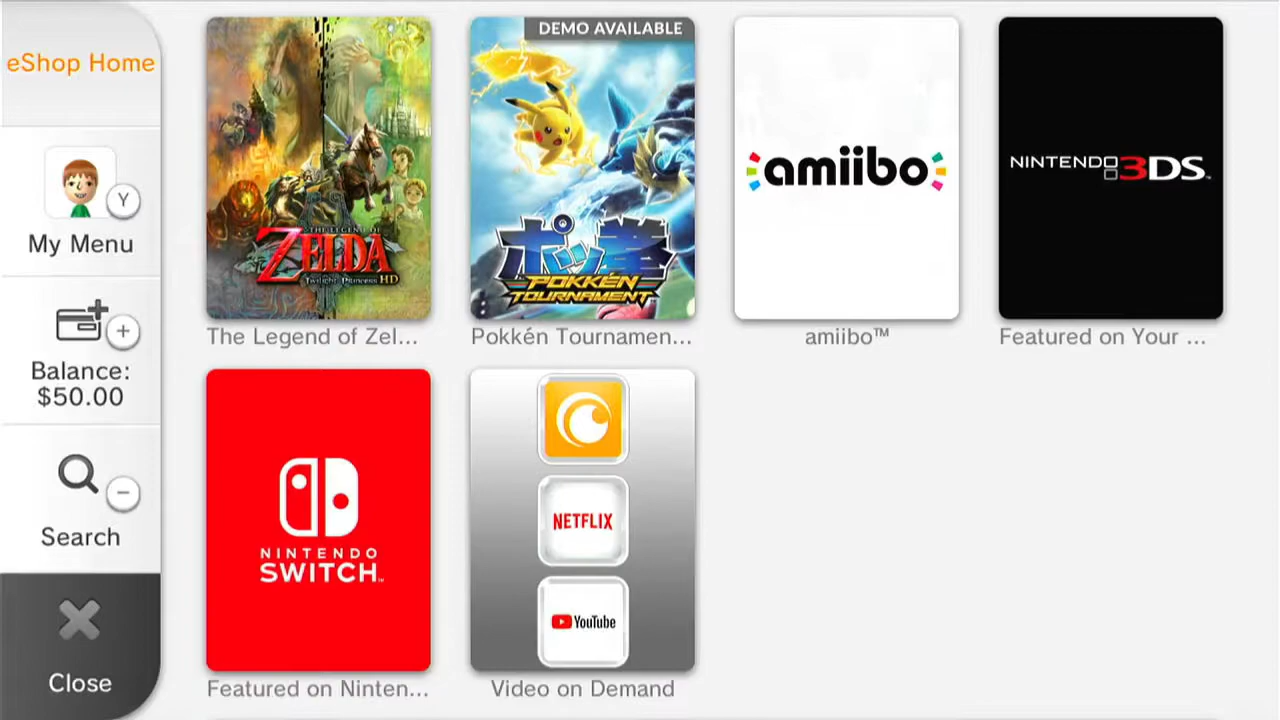 eShop Home
Y
My Menu
Balance:
$50.00
Search
Close
DEMO AVAILABLE
THE LEGEND OF
ZELDA
Twilight Princess HD
The Legend of Zel...
ポッ拳
POKKÉN
TOURNAMENT
Pokkén Tournamen...
amiibo
amiibo™
NINTENDO 3DS™
Featured on Your ...
NINTENDO
SWITCH™
Featured on Ninten...
NETFLIX
YouTube
Video on Demand